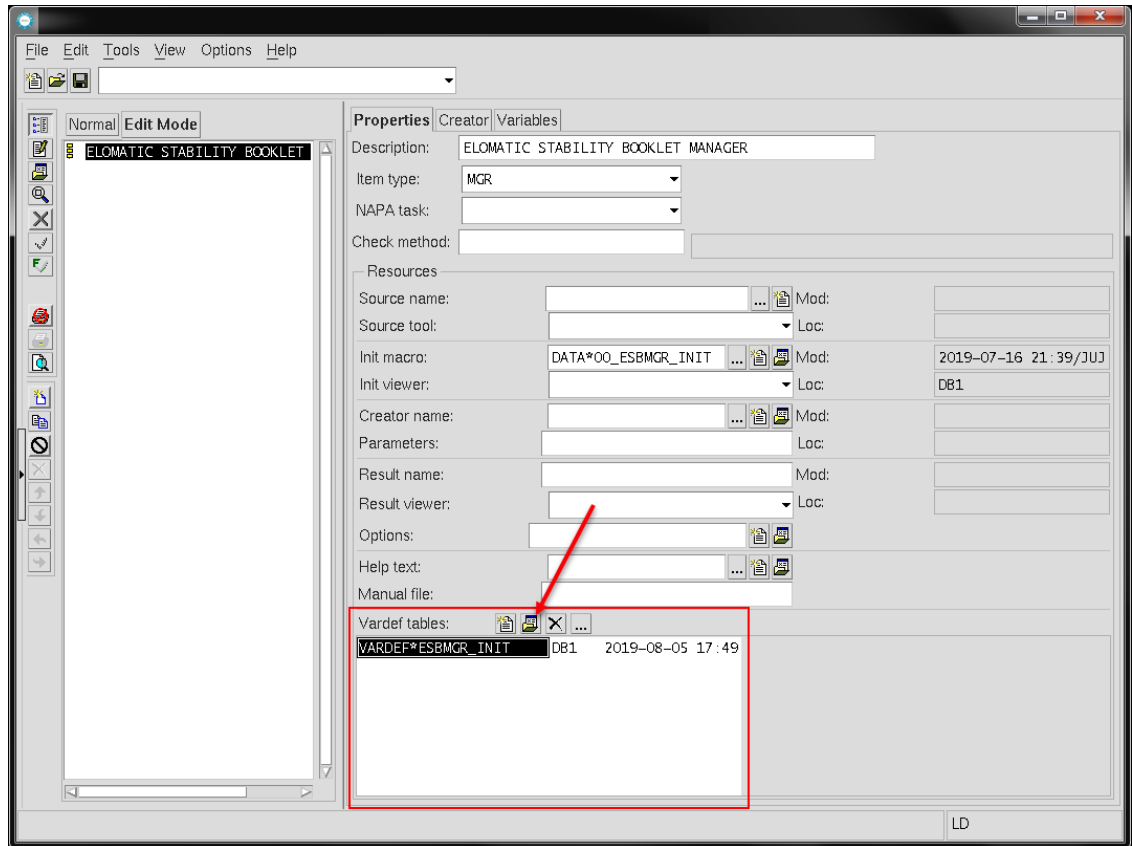 File Edit Tools View Options Help
Normal Edit Mode
ELOMATIC STABILITY BOOKLET
Properties Creator Variables
Description: ELOMATIC STABILITY BOOKLET MANAGER
Item type: MGR
NAPA task:
Check method:
Resources
Source name: ... Mod:
Source tool: Loc:
Init macro: DATA*OO_ESBMGR_INIT ... Mod: 2019-07-16 21:39/JUJ
Init viewer: Loc: DB1
Creator name: ... Mod:
Parameters: Loc:
Result name: Mod:
Result viewer: Loc:
Options:
Help text: ...
Manual file:
Vardef tables: ...
VARDEF*ESBMGR_INIT DB1 2019-08-05 17:49
LD